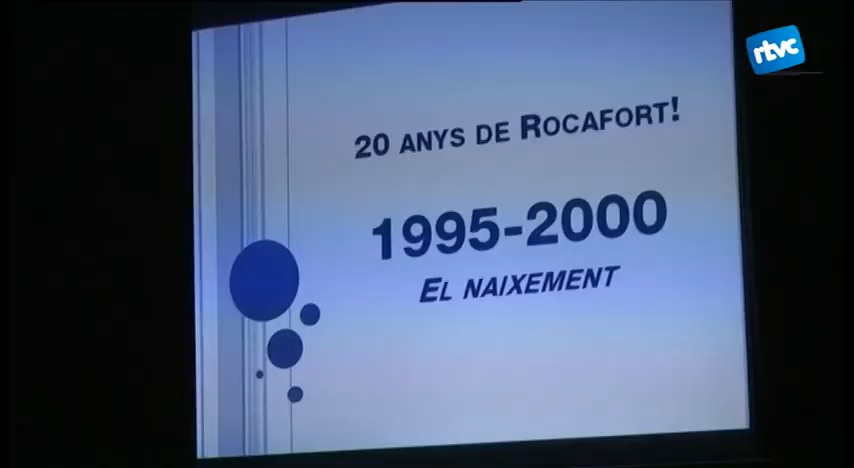 rtvc
20 ANYS DE ROCAFORT!
1995-2000
EL NAIXEMENT